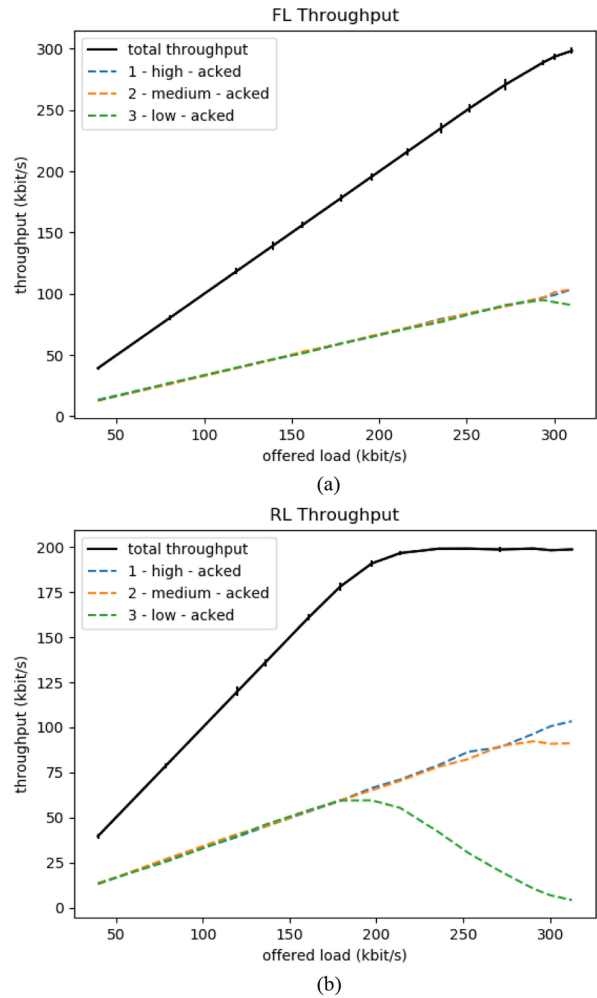 FL Throughput
300
250
200
150
100
50
0
throughput (kbit/s)
total throughput
1 - high - acked
2 - medium - acked
3 - low - acked
50 100 150 200 250 300
offered load (kbit/s)
(a)
RL Throughput
200
175
150
125
100
75
50
25
0
throughput (kbit/s)
total throughput
1 - high - acked
2 - medium - acked
3 - low - acked
50 100 150 200 250 300
offered load (kbit/s)
(b)